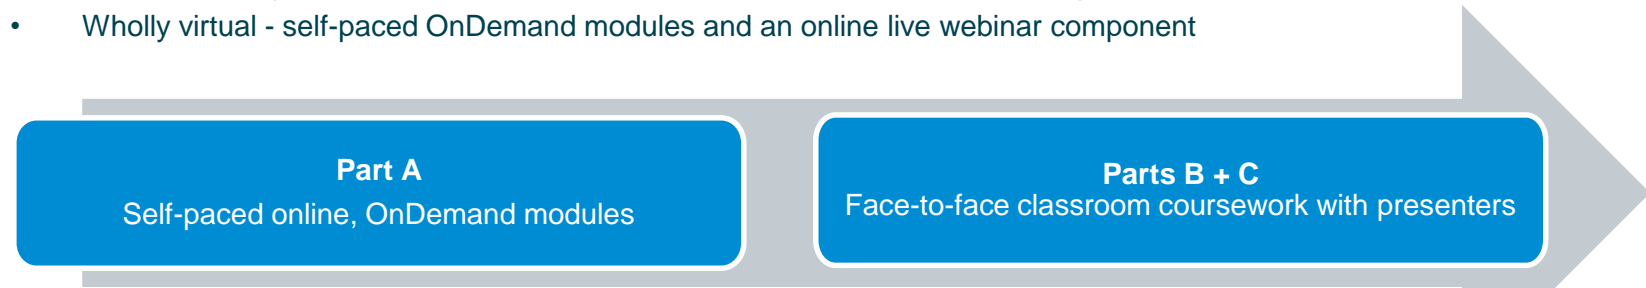 • Wholly virtual - self-paced OnDemand modules and an online live webinar component
Part A
Self-paced online, OnDemand modules
Parts B + C
Face-to-face classroom coursework with presenters